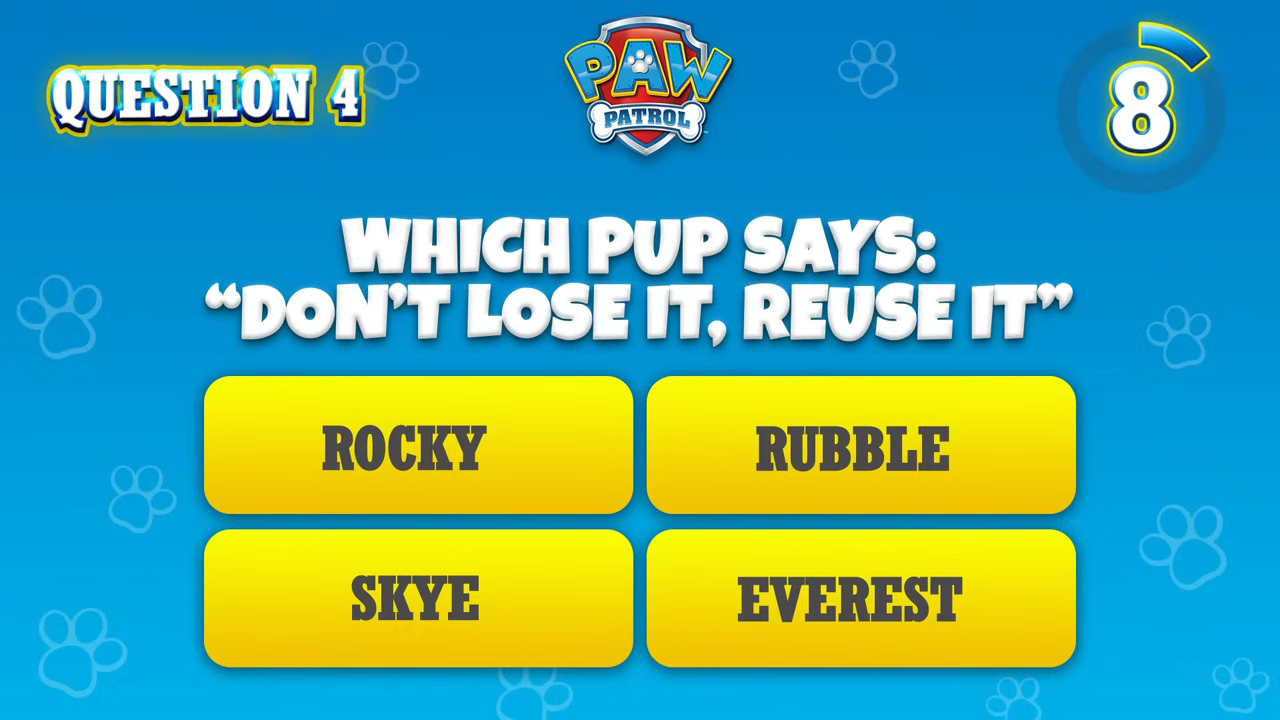 QUESTION 4
PAW
PATROL
8
WHICH PUP SAYS:
“DON’T LOSE IT, REUSE IT”
ROCKY
RUBBLE
SKYE
EVEREST